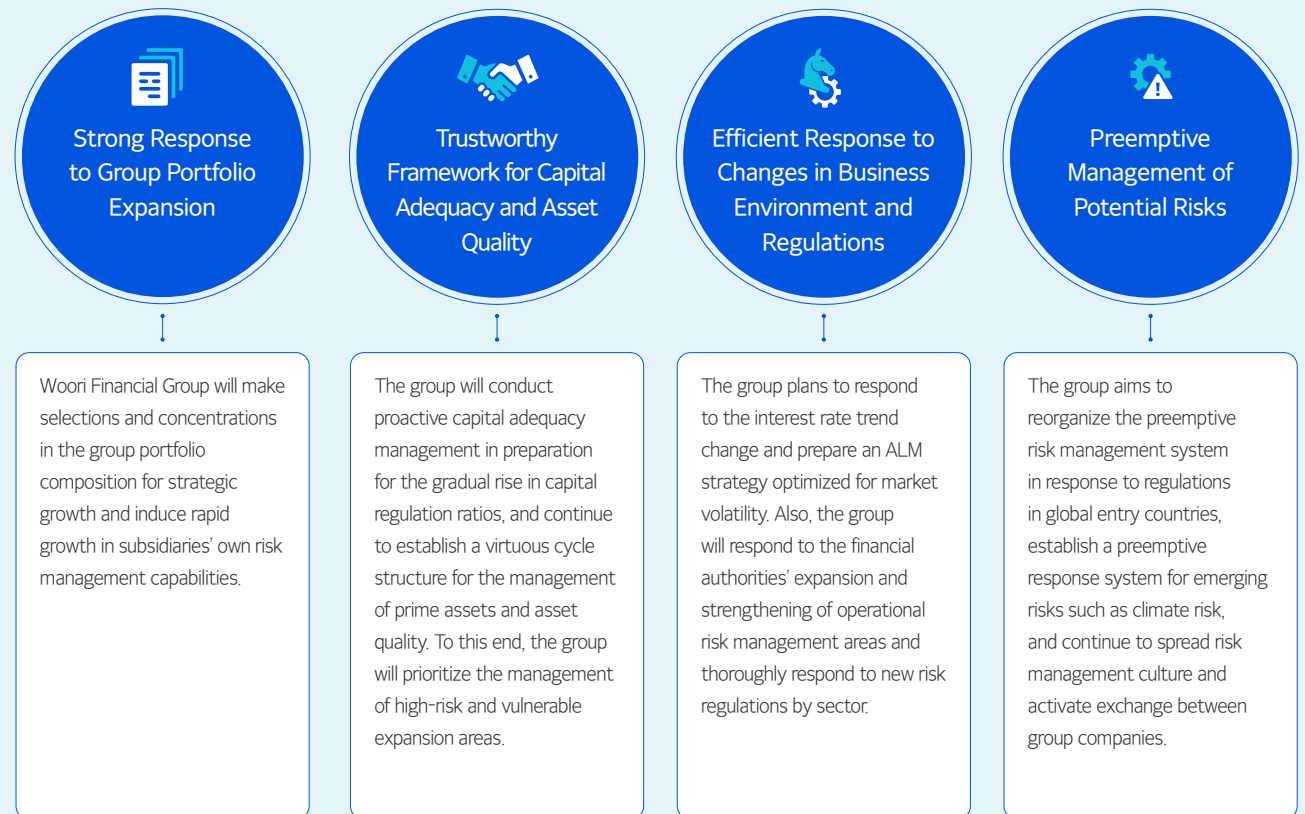 Strong Response
to Group Portfolio
Expansion
Woori Financial Group will make
selections and concentrations
in the group portfolio
composition for strategic
growth and induce rapid
growth in subsidiaries' own risk
management capabilities.
Trustworthy
Framework for Capital
Adequacy and Asset
Quality
The group will conduct
proactive capital adequacy
management in preparation
for the gradual rise in capital
regulation ratios, and continue
to establish a virtuous cycle
structure for the management
of prime assets and asset
quality. To this end, the group
will prioritize the management
of high-risk and vulnerable
expansion areas.
Efficient Response to
Changes in Business
Environment and
Regulations
The group plans to respond
to the interest rate trend
change and prepare an ALM
strategy optimized for market
volatility. Also, the group
will respond to the financial
authorities' expansion and
strengthening of operational
risk management areas and
thoroughly respond to new risk
regulations by sector.
Preemptive
Management of
Potential Risks
The group aims to
reorganize the preemptive
risk management system
in response to regulations
in global entry countries,
establish a preemptive
response system for emerging
risks such as climate risk,
and continue to spread risk
management culture and
activate exchange between
group companies.